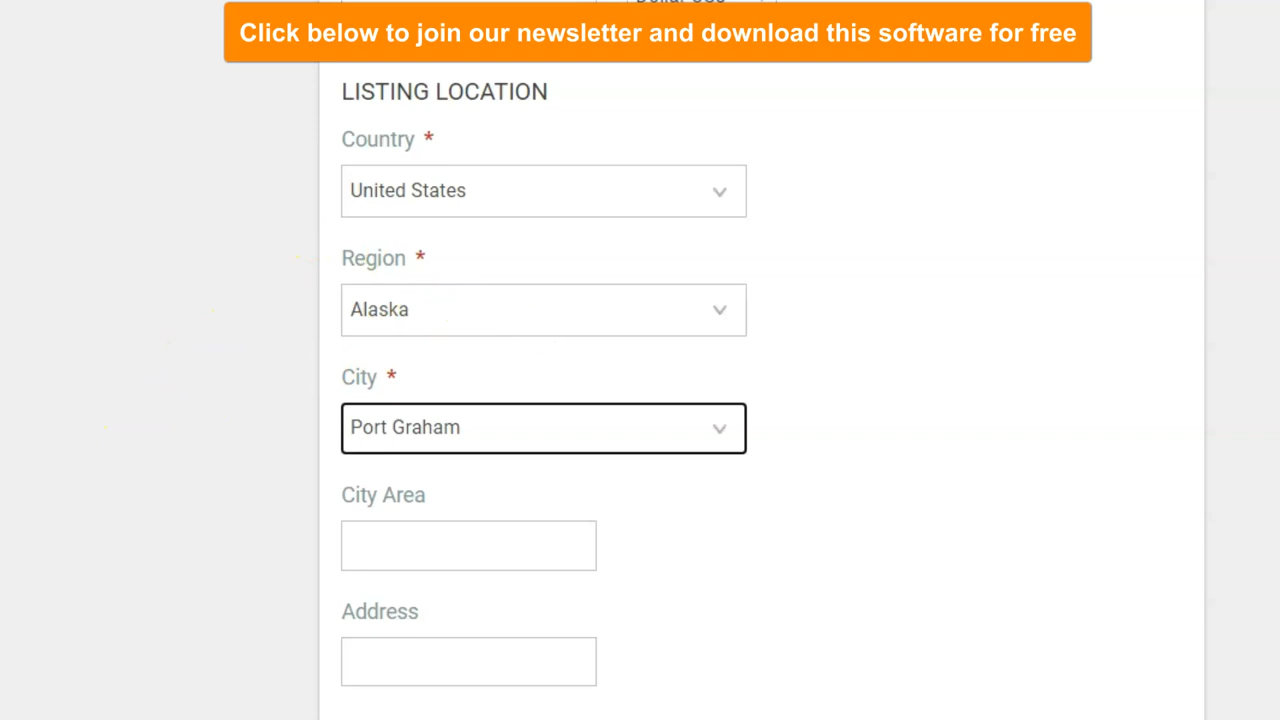 Click below to join our newsletter and download this software for free
LISTING LOCATION
Country *
United States
Region *
Alaska
City *
Port Graham
City Area
Address